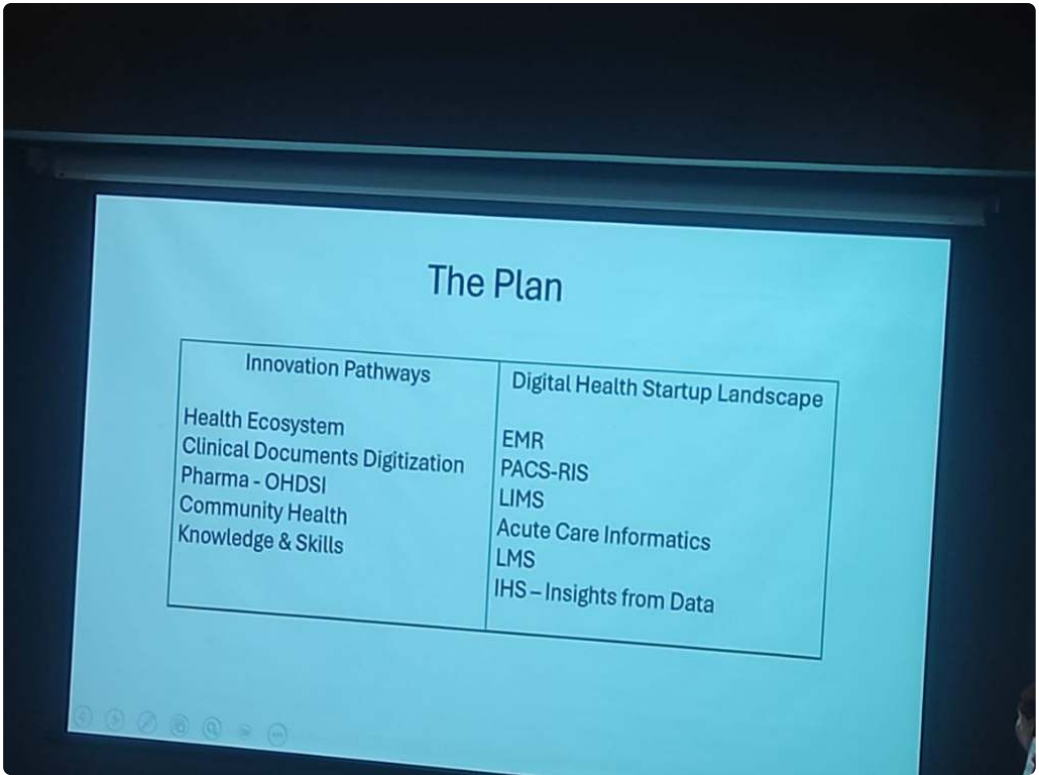 The Plan
Innovation Pathways
Health Ecosystem
Clinical Documents Digitization
Pharma - OHDSI
Community Health
Knowledge & Skills
Digital Health Startup Landscape
EMR
PACS-RIS
LIMS
Acute Care Informatics
LMS
IHS – Insights from Data